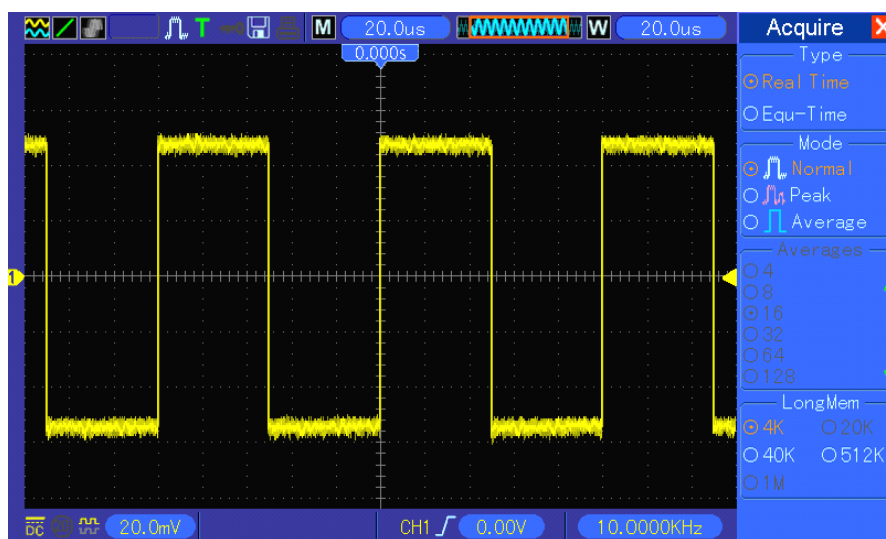 T M 20.0us W 20.0us
0.000s
1
DC 20.0mV CH1 0.00V 10.0000KHz
Acquire X
Type
Real Time
Equ-Time
Mode
Normal
Peak
Average
Averages
4
8
16
32
64
128
LongMem
4K 20K
40K 512K
1M